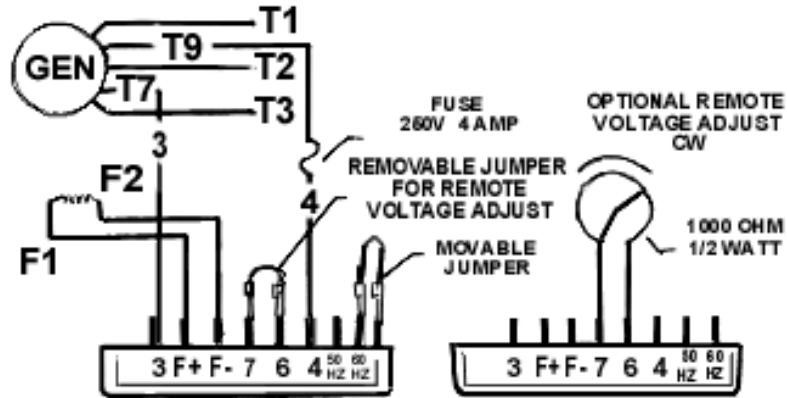 T1
T9
GEN
T2
T7
T3
FUSE
250V 4 AMP
OPTIONAL REMOTE
VOLTAGE ADJUST
CW
3
F2
REMOVABLE JUMPER
FOR REMOTE
VOLTAGE ADJUST
4
F1
MOVABLE
JUMPER
1000 OHM
1/2 WATT
3 F+ F- 7 6 4 50 HZ 60 HZ
3 F+ F- 7 6 4 50 HZ 60 HZ